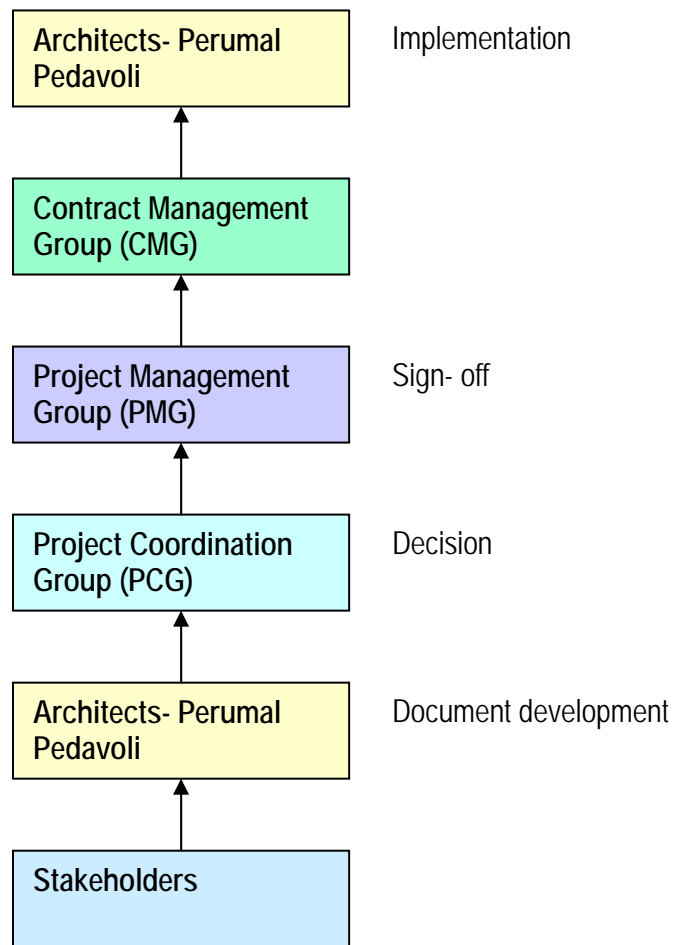 Architects- Perumal
Pedavoli
Implementation
Contract Management
Group (CMG)
Project Management
Group (PMG)
Sign- off
Project Coordination
Group (PCG)
Decision
Architects- Perumal
Pedavoli
Document development
Stakeholders